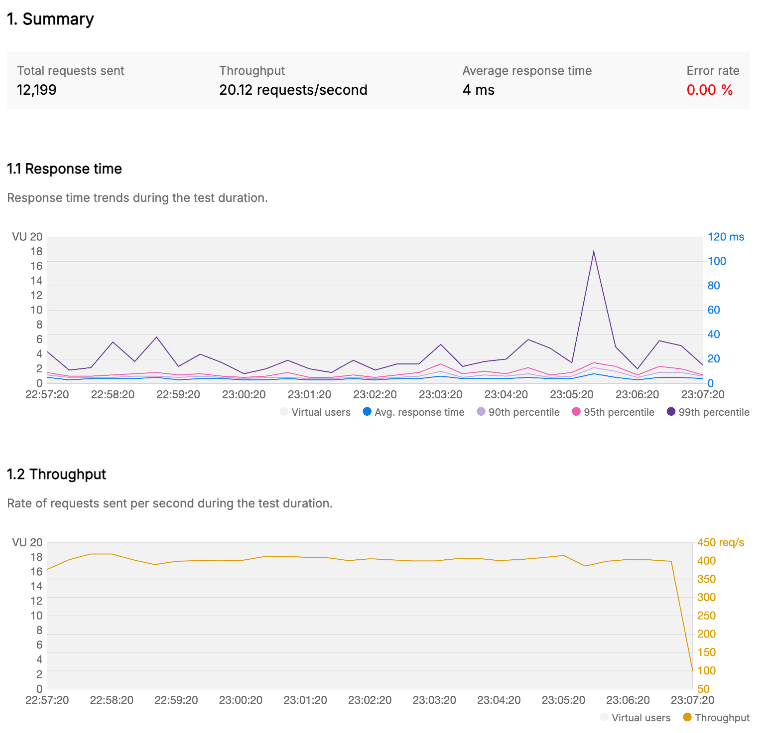 1. Summary
Total requests sent Throughput Average response time Error rate
12,199 20.12 requests/second 4 ms 0.00 %
1.1 Response time
Response time trends during the test duration.
VU 20 120 ms
18
16 100
14
12 80
10 60
8
6 40
4
2 20
0 0
22:57:20 22:58:20 22:59:20 23:00:20 23:01:20 23:02:20 23:03:20 23:04:20 23:05:20 23:06:20 23:07:20
Virtual users Avg. response time 90th percentile 95th percentile 99th percentile
1.2 Throughput
Rate of requests sent per second during the test duration.
VU 20 450 req/s
18 400
16
14 350
12 300
10 250
8 200
6
4 150
2 100
0 50
22:57:20 22:58:20 22:59:20 23:00:20 23:01:20 23:02:20 23:03:20 23:04:20 23:05:20 23:06:20 23:07:20
Virtual users Throughput